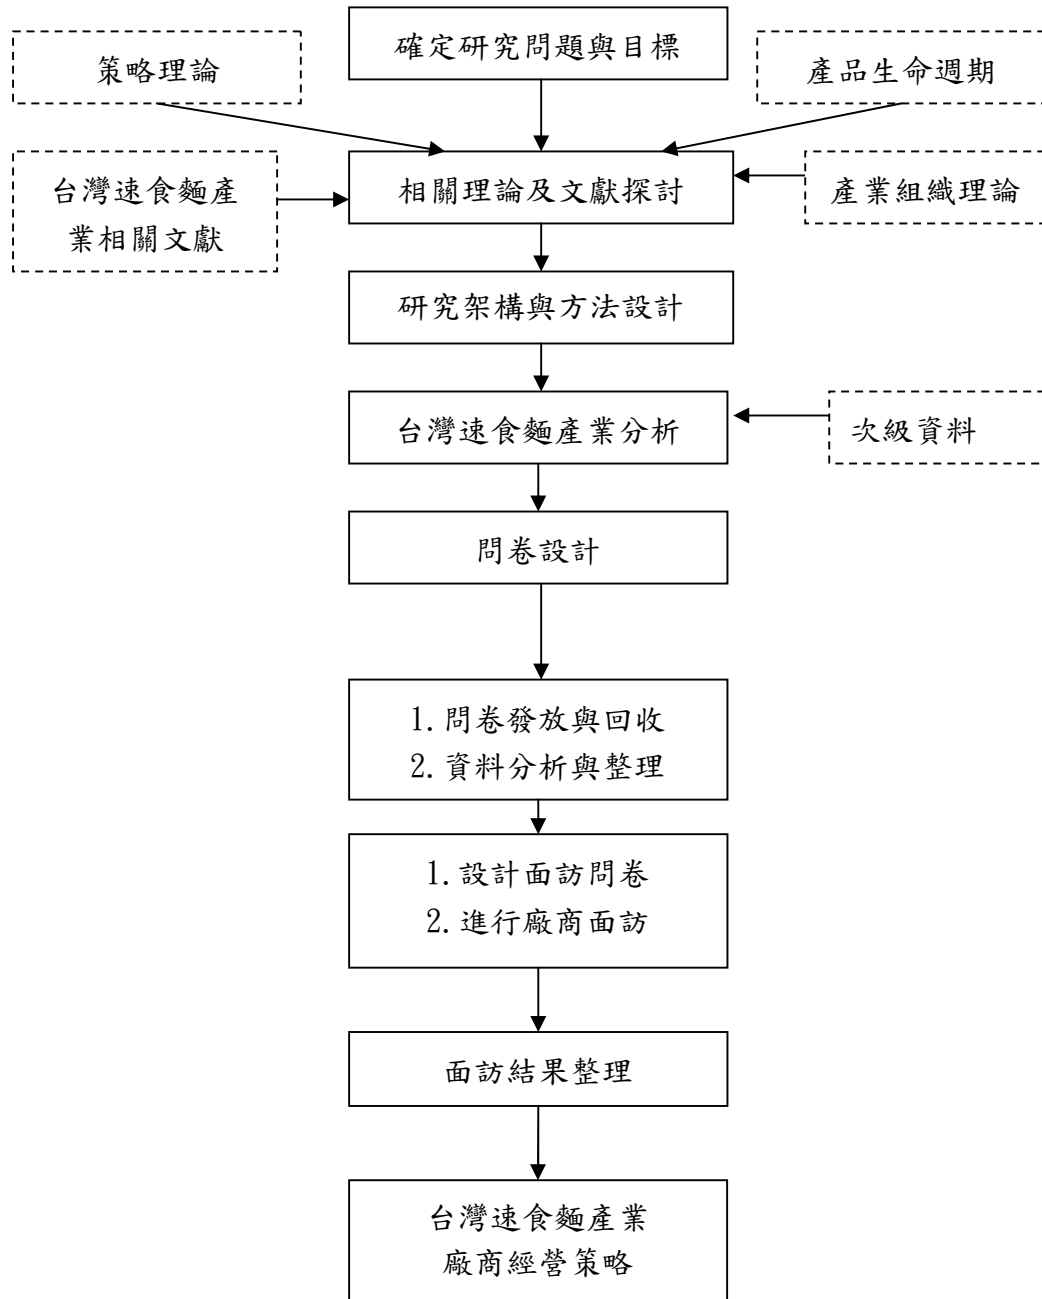 確定研究問題與目標
策略理論
產品生命週期
台灣速食麵產
業相關文獻
相關理論及文獻探討
產業組織理論
研究架構與方法設計
台灣速食麵產業分析
次級資料
問卷設計
1.問卷發放與回收
2.資料分析與整理
1.設計面訪問卷
2.進行廠商面訪
面訪結果整理
台灣速食麵產業
廠商經營策略